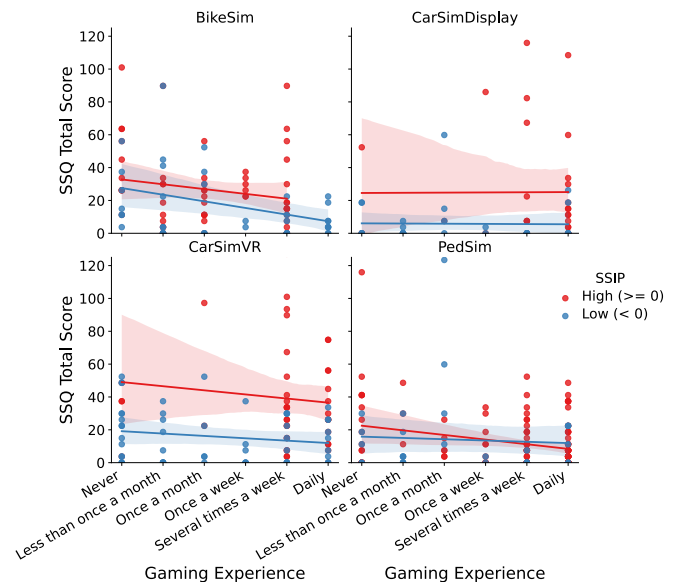 BikeSim
CarSimDisplay
120
100
80
60
40
20
0
SSQ Total Score
CarSimVR
PedSim
120
100
80
60
40
20
0
SSQ Total Score
SSIP
High (>= 0)
Low (< 0)
Never
Less than once a month
Once a month
Once a week
Several times a week
Daily
Never
Less than once a month
Once a month
Once a week
Several times a week
Daily
Gaming Experience
Gaming Experience